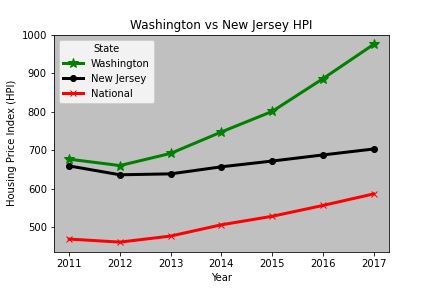 Washington vs New Jersey HPI
State
Washington
New Jersey
National
Housing Price Index (HPI)
1000
900
800
700
600
500
2011 2012 2013 2014 2015 2016 2017
Year